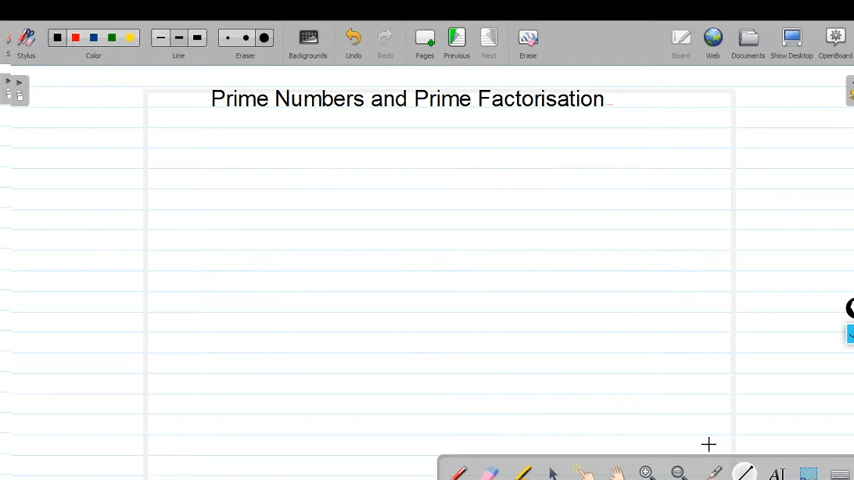 Stylus Color Line Eraser Backgrounds Undo Redo Pages Previous Next Erase Board Web Documents Show Desktop OpenBoard
Prime Numbers and Prime Factorisation